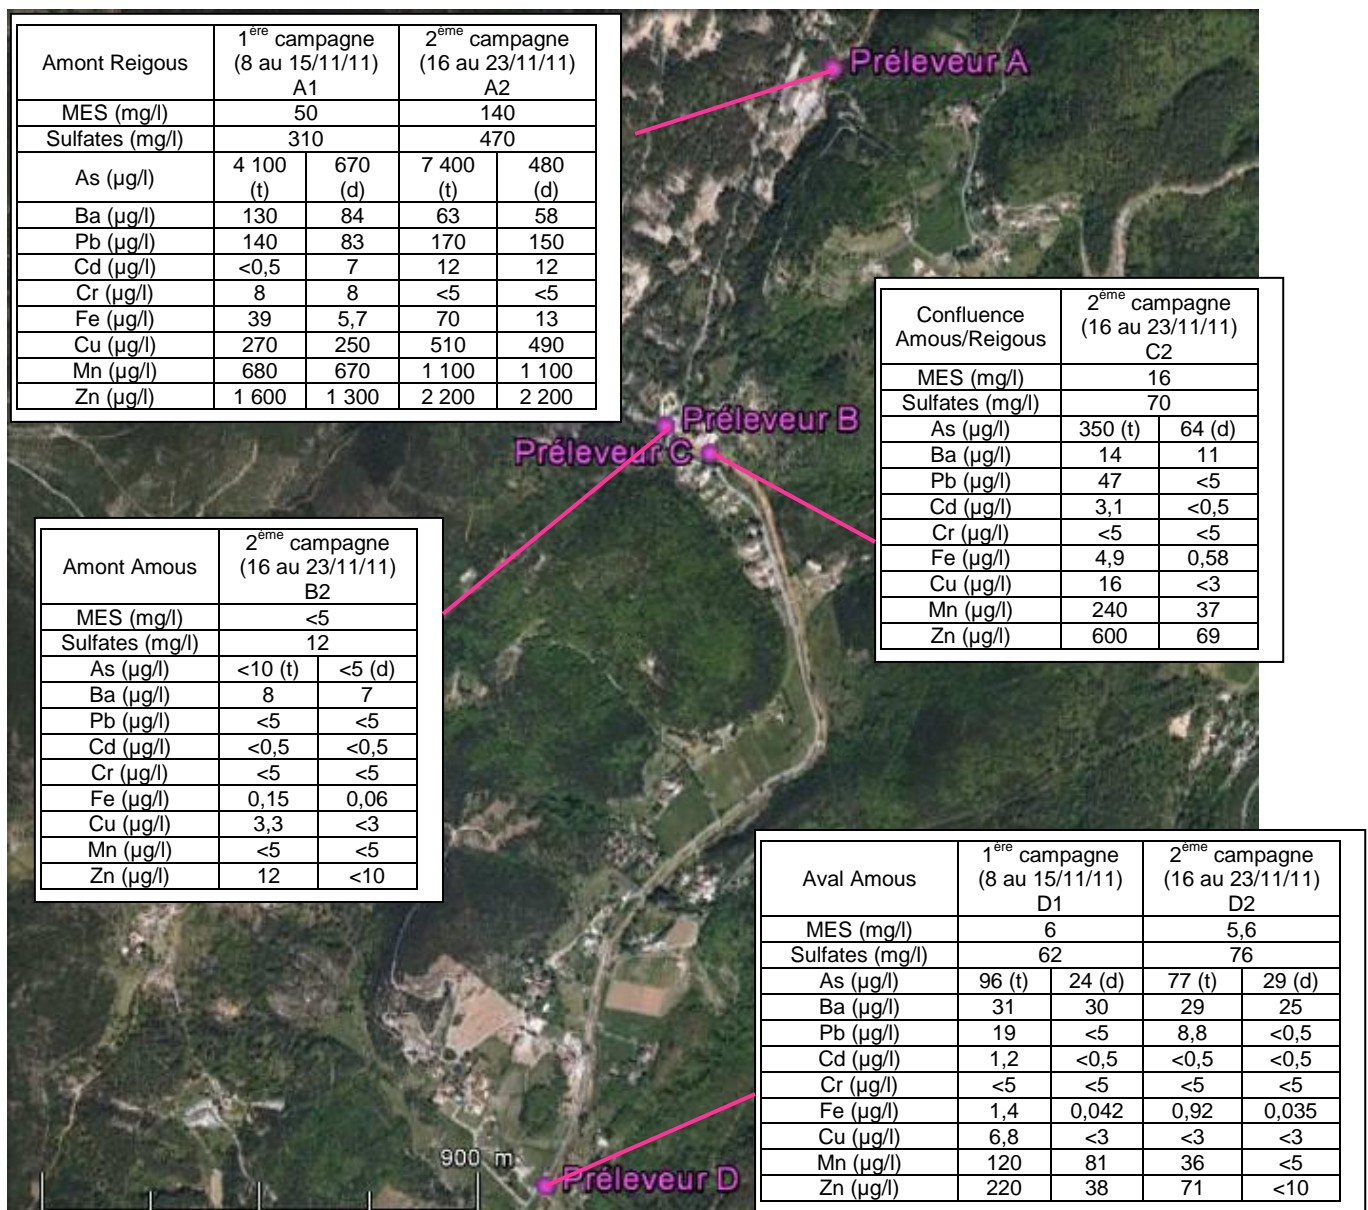 Amont Reigous | 1ère campagne (8 au 15/11/11) A1 | 2ème campagne (16 au 23/11/11) A2
MES (mg/l) | 50 | 140
Sulfates (mg/l) | 310 | 470
As (µg/l) | 4 100 (t) | 670 (d) | 7 400 (t) | 480 (d)
Ba (µg/l) | 130 | 84 | 63 | 58
Pb (µg/l) | 140 | 83 | 170 | 150
Cd (µg/l) | <0,5 | 7 | 12 | 12
Cr (µg/l) | 8 | 8 | <5 | <5
Fe (µg/l) | 39 | 5,7 | 70 | 13
Cu (µg/l) | 270 | 250 | 510 | 490
Mn (µg/l) | 680 | 670 | 1 100 | 1 100
Zn (µg/l) | 1 600 | 1 300 | 2 200 | 2 200
Préleveur A
Confluence Amous/Reigous | 2ème campagne (16 au 23/11/11) C2
MES (mg/l) | 16
Sulfates (mg/l) | 70
As (µg/l) | 350 (t) | 64 (d)
Ba (µg/l) | 14 | 11
Pb (µg/l) | 47 | <5
Cd (µg/l) | 3,1 | <0,5
Cr (µg/l) | <5 | <5
Fe (µg/l) | 4,9 | 0,58
Cu (µg/l) | 16 | <3
Mn (µg/l) | 240 | 37
Zn (µg/l) | 600 | 69
Préleveur B
Préleveur C
Amont Amous | 2ème campagne (16 au 23/11/11) B2
MES (mg/l) | <5
Sulfates (mg/l) | 12
As (µg/l) | <10 (t) | <5 (d)
Ba (µg/l) | 8 | 7
Pb (µg/l) | <5 | <5
Cd (µg/l) | <0,5 | <0,5
Cr (µg/l) | <5 | <5
Fe (µg/l) | 0,15 | 0,06
Cu (µg/l) | 3,3 | <3
Mn (µg/l) | <5 | <5
Zn (µg/l) | 12 | <10
Aval Amous | 1ère campagne (8 au 15/11/11) D1 | 2ème campagne (16 au 23/11/11) D2
MES (mg/l) | 6 | 5,6
Sulfates (mg/l) | 62 | 76
As (µg/l) | 96 (t) | 24 (d) | 77 (t) | 29 (d)
Ba (µg/l) | 31 | 30 | 29 | 25
Pb (µg/l) | 19 | <5 | 8,8 | <0,5
Cd (µg/l) | 1,2 | <0,5 | <0,5 | <0,5
Cr (µg/l) | <5 | <5 | <5 | <5
Fe (µg/l) | 1,4 | 0,042 | 0,92 | 0,035
Cu (µg/l) | 6,8 | <3 | <3 | <3
Mn (µg/l) | 120 | 81 | 36 | <5
Zn (µg/l) | 220 | 38 | 71 | <10
900 m
Préleveur D